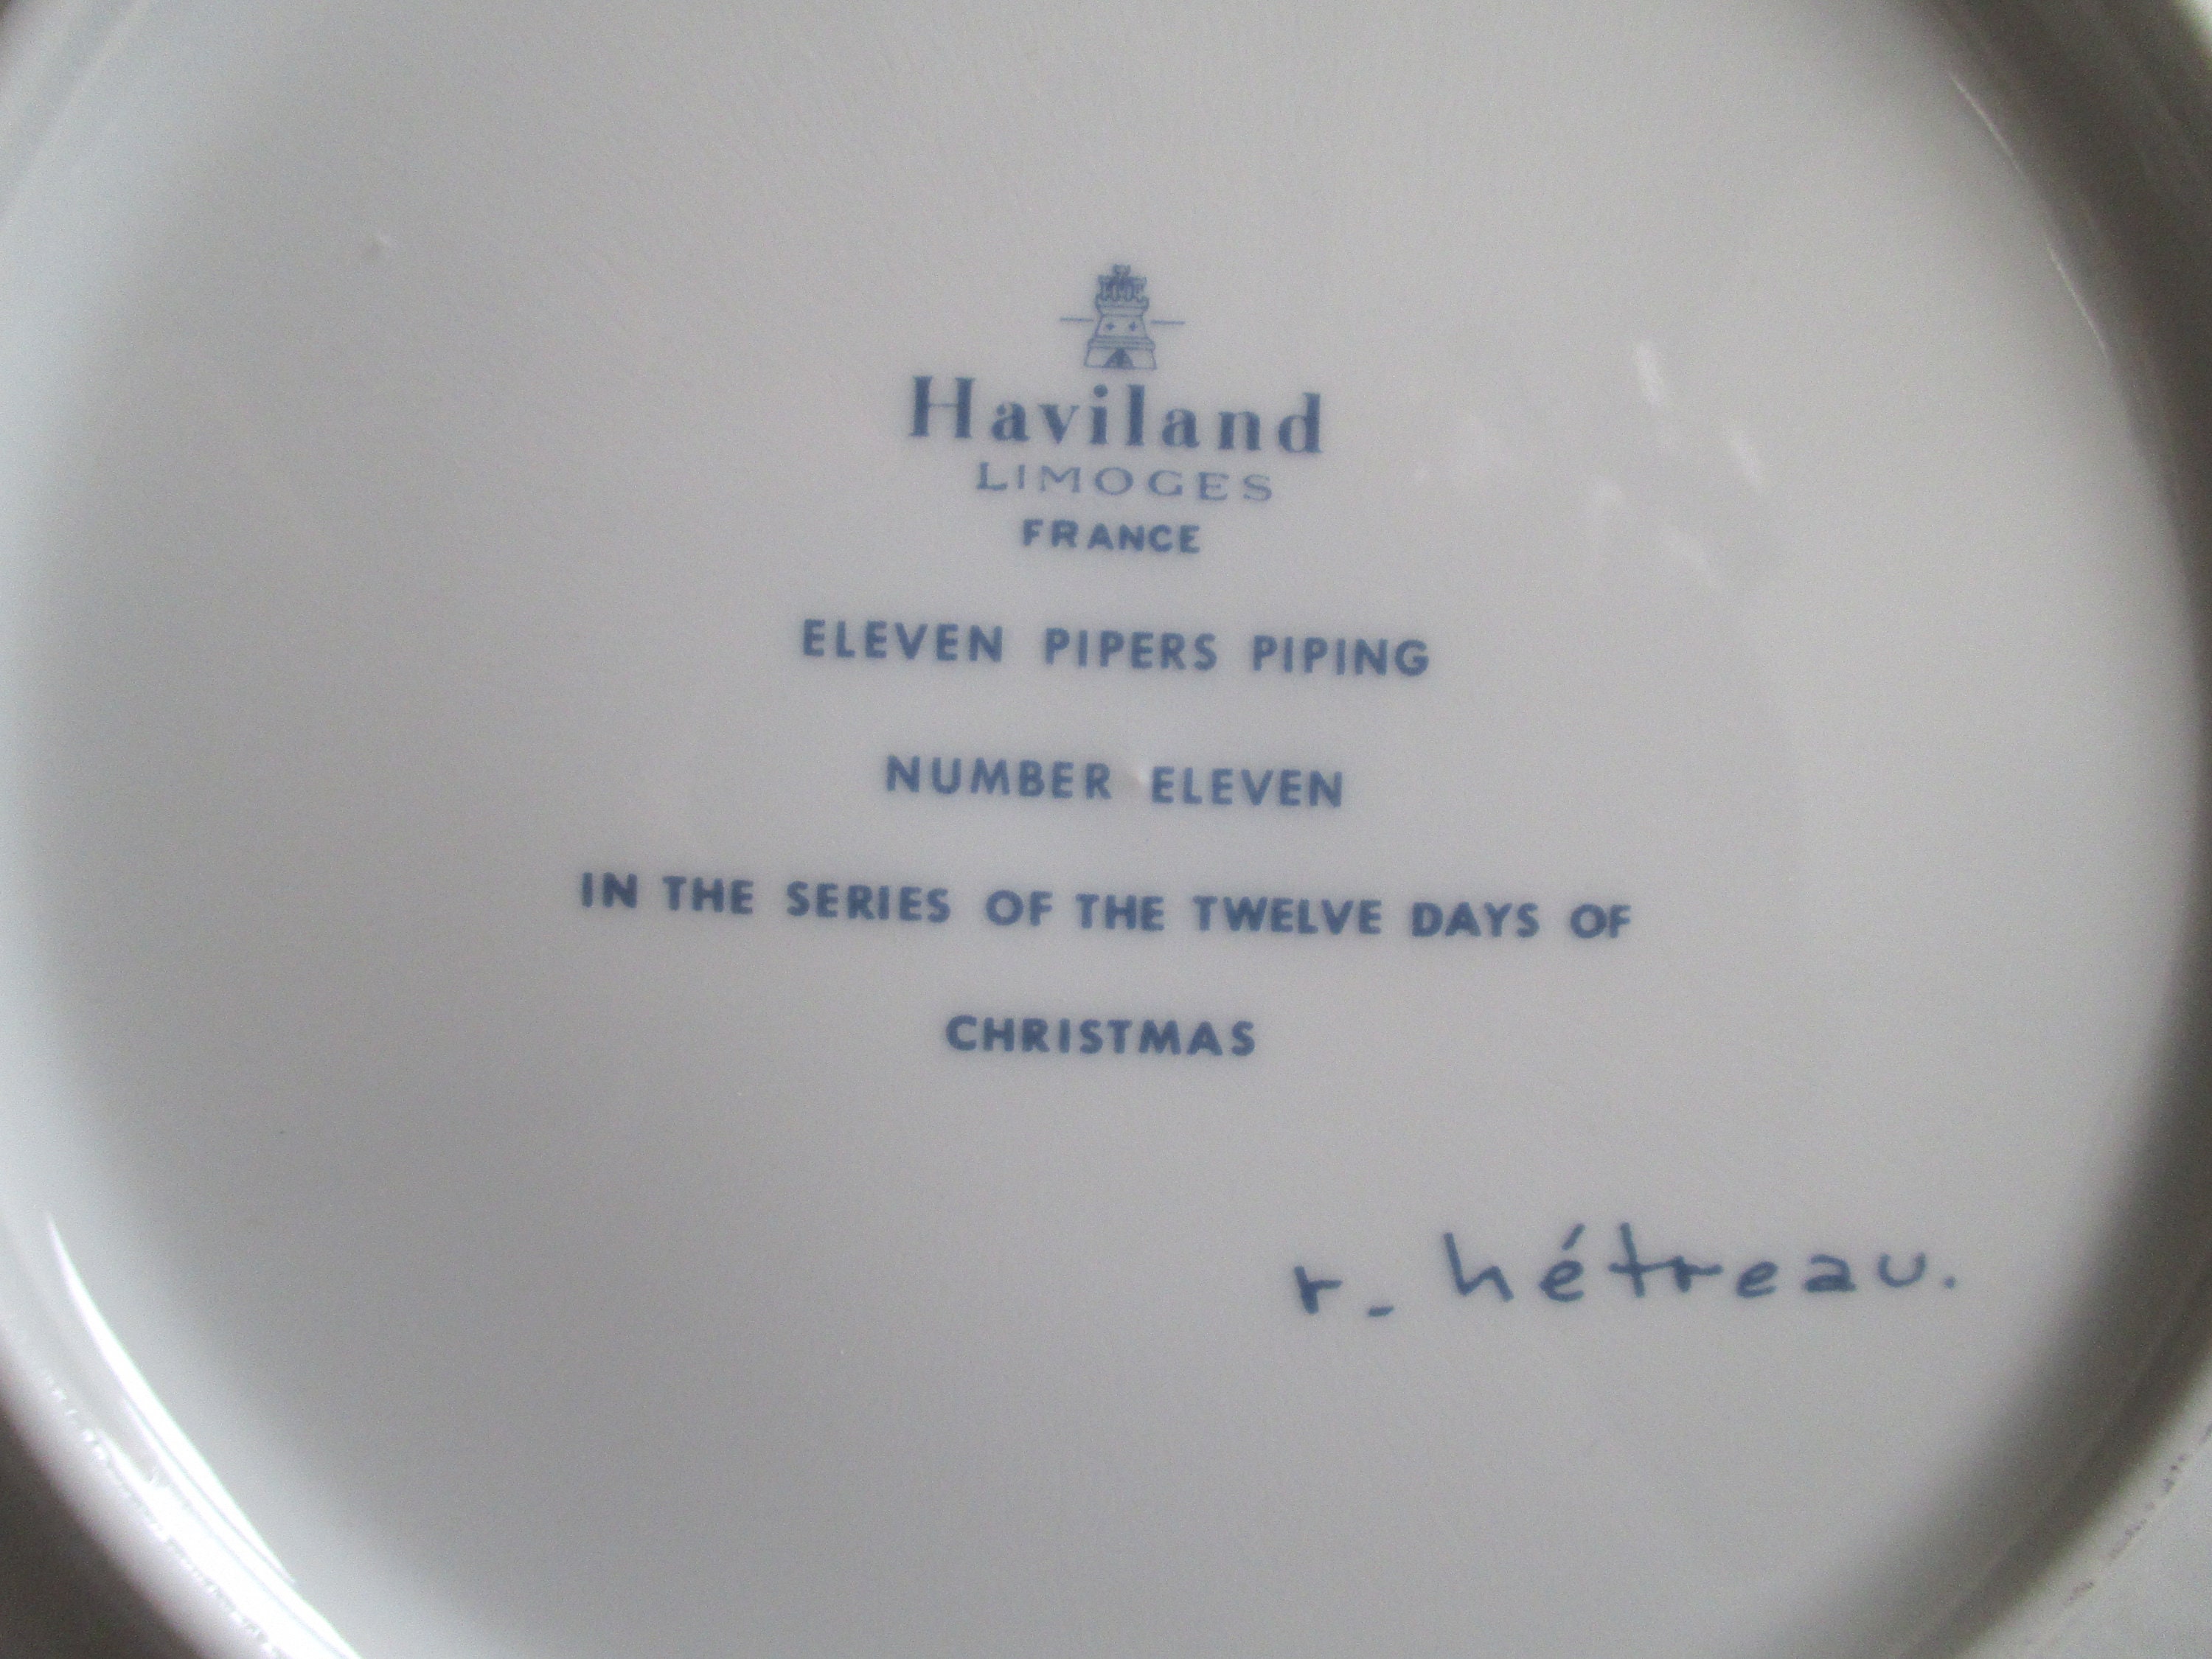 Haviland
LIMOGES
FRANCE
ELEVEN PIPERS PIPING
NUMBER ELEVEN
IN THE SERIES OF THE TWELVE DAYS OF
CHRISTMAS
r. hétreau.